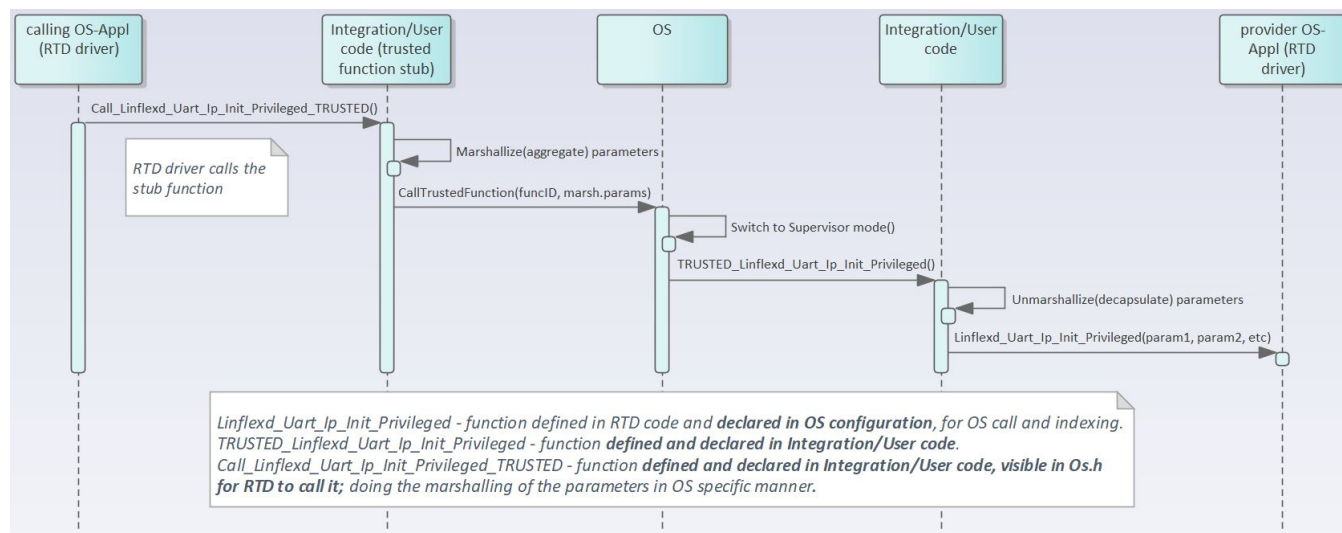 calling OS-Appl
(RTD driver)
Integration/User
code (trusted
function stub)
OS
Integration/User
code
provider OS-
Appl (RTD
driver)
Call_Linflexd_Uart_Ip_Init_Privileged_TRUSTED()
RTD driver calls the
stub function
Marshallize(aggregate) parameters
CallTrustedFunction(funcID, marsh.params)
Switch to Supervisor mode()
TRUSTED_Linflexd_Uart_Ip_Init_Privileged()
Unmarshallize(decapsulate) parameters
Linflexd_Uart_Ip_Init_Privileged(param1, param2, etc)
Linflexd_Uart_Ip_Init_Privileged - function defined in RTD code and declared in OS configuration, for OS call and indexing.
TRUSTED_Linflexd_Uart_Ip_Init_Privileged - function defined and declared in Integration/User code.
Call_Linflexd_Uart_Ip_Init_Privileged_TRUSTED - function defined and declared in Integration/User code, visible in Os.h
for RTD to call it; doing the marshalling of the parameters in OS specific manner.